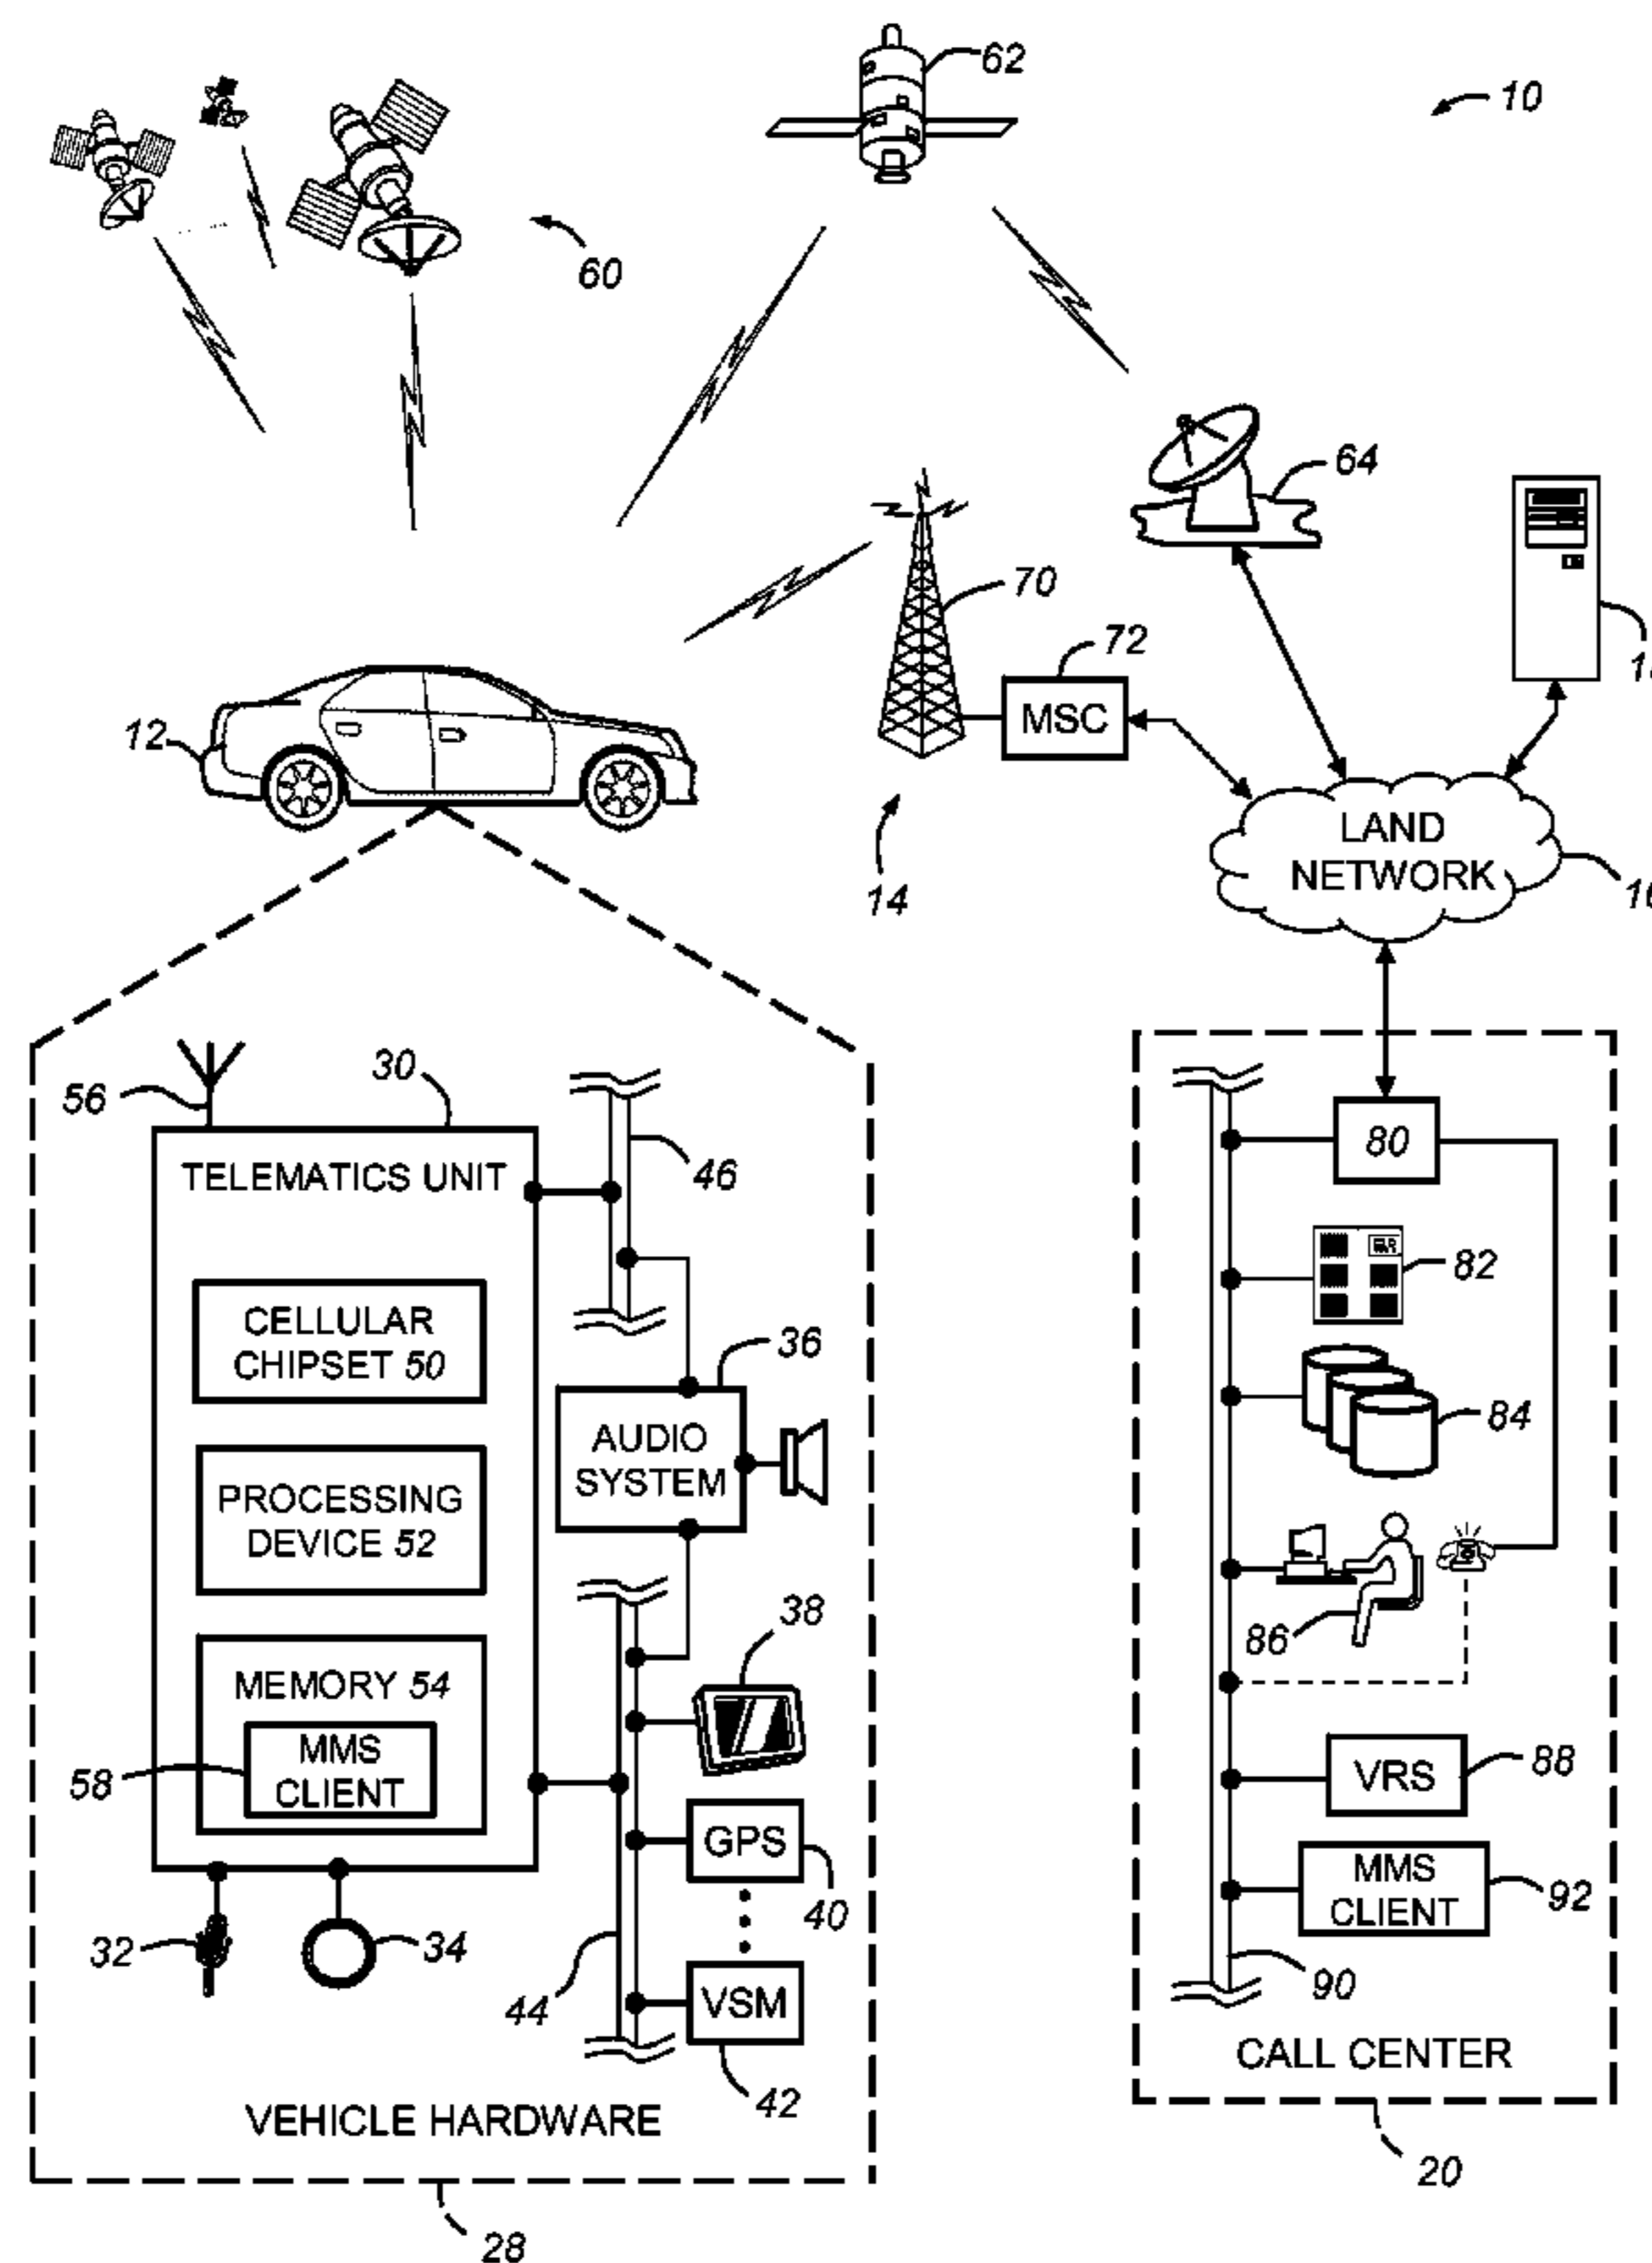 62
10
60
64
70
72
MSC
12
LAND
NETWORK
14
56
30
TELEMATICS UNIT
46
80
CELLULAR
CHIPSET 50
82
36
AUDIO
SYSTEM
84
PROCESSING
DEVICE 52
38
86
MEMORY 54
MMS
CLIENT
58
VRS
88
GPS
40
MMS
CLIENT
92
32
34
44
VSM
42
90
CALL CENTER
VEHICLE HARDWARE
20
28